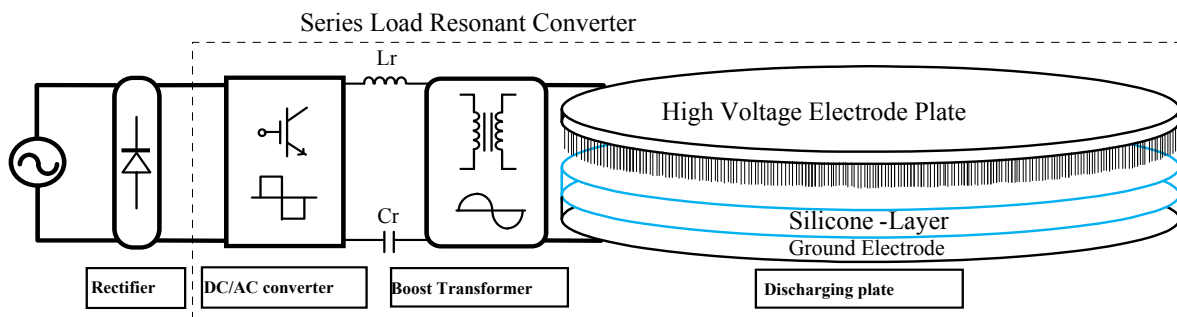 Series Load Resonant Converter
Lr
High Voltage Electrode Plate
Cr
Silicone -Layer
Ground Electrode
Rectifier
DC/AC converter
Boost Transformer
Discharging plate